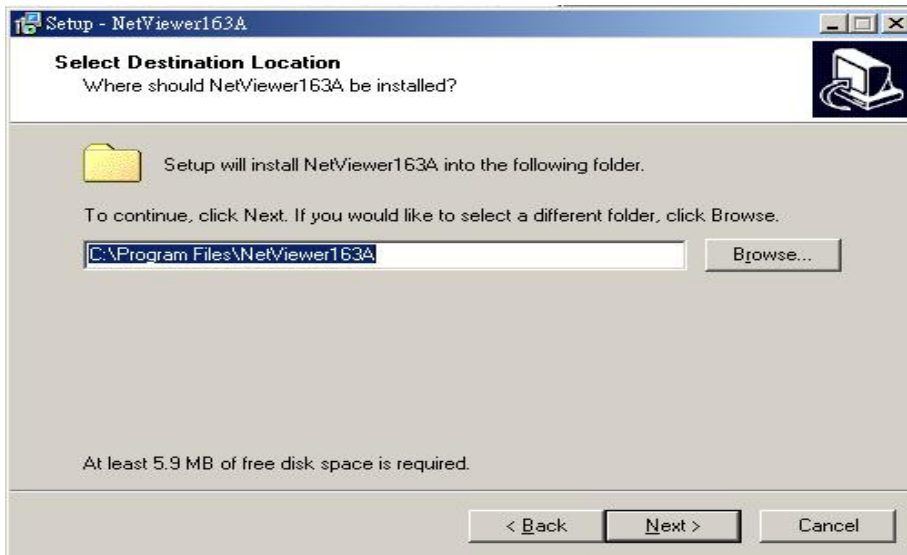 Setup - NetViewer163A
Select Destination Location
Where should NetViewer163A be installed?
Setup will install NetViewer163A into the following folder.
To continue, click Next. If you would like to select a different folder, click Browse.
C:\Program Files\NetViewer163A
Browse...
At least 5.9 MB of free disk space is required.
< Back
Next >
Cancel